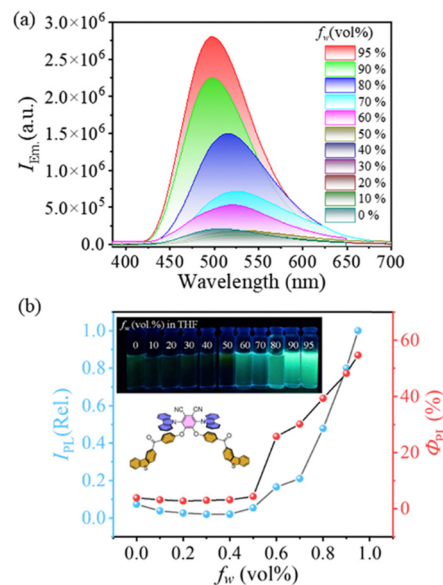 (a)
f_w(vol%)
95 %
90 %
80 %
70 %
60 %
50 %
40 %
30 %
20 %
10 %
0 %
3.0×10⁶
2.5×10⁶
2.0×10⁶
1.5×10⁶
1.0×10⁶
5.0×10⁵
0.0
I_Em.(a.u.)
400 450 500 550 600 650 700
Wavelength (nm)
(b)
f_w (vol.%) in THF
0 10 20 30 40 50 60 70 80 90 95
NC CN
N N
O O
O O
1.0
0.8
0.6
0.4
0.2
0.0
I_PL(Rel.)
60
40
20
0
Φ_PL (%)
0.0 0.2 0.4 0.6 0.8 1.0
f_w (vol%)